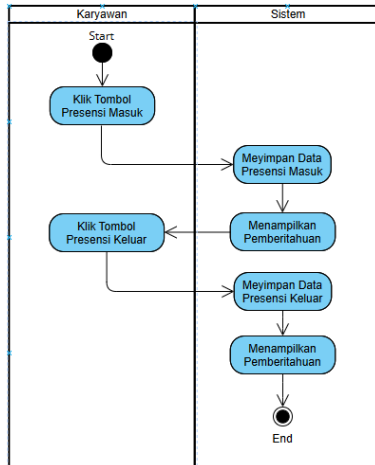 Karyawan
Sistem
Start
Klik Tombol
Presensi Masuk
Meyimpan Data
Presensi Masuk
Klik Tombol
Presensi Keluar
Menampilkan
Pemberitahuan
Meyimpan Data
Presensi Keluar
Menampilkan
Pemberitahuan
End